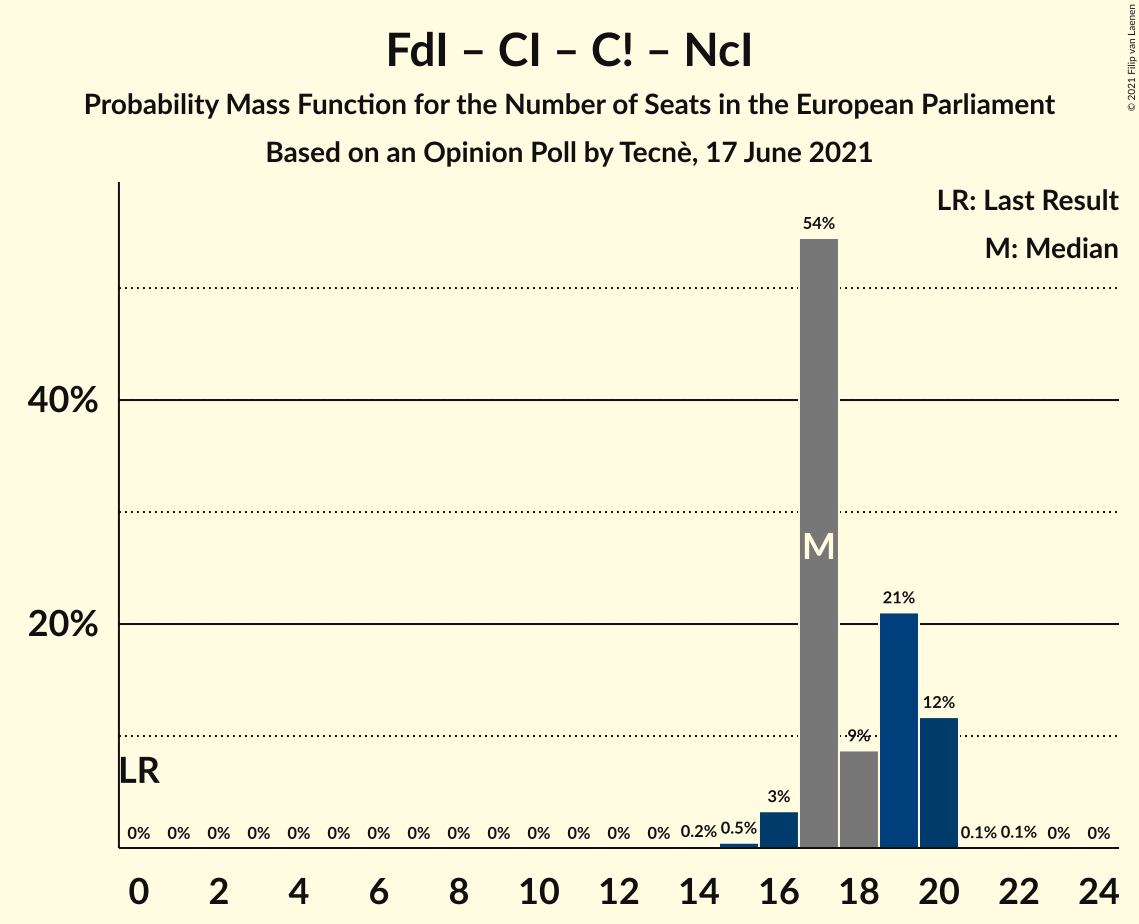 FdI – CI – C! – NcI
Probability Mass Function for the Number of Seats in the European Parliament
Based on an Opinion Poll by Tecnè, 17 June 2021
© 2021 Filip van Laenen
LR: Last Result
M: Median
54%
40%
M
21%
20%
12%
9%
LR
3%
0% 0% 0% 0% 0% 0% 0% 0% 0% 0% 0% 0% 0% 0% 0.2% 0.5% 0.1% 0.1% 0% 0%
0 2 4 6 8 10 12 14 16 18 20 22 24